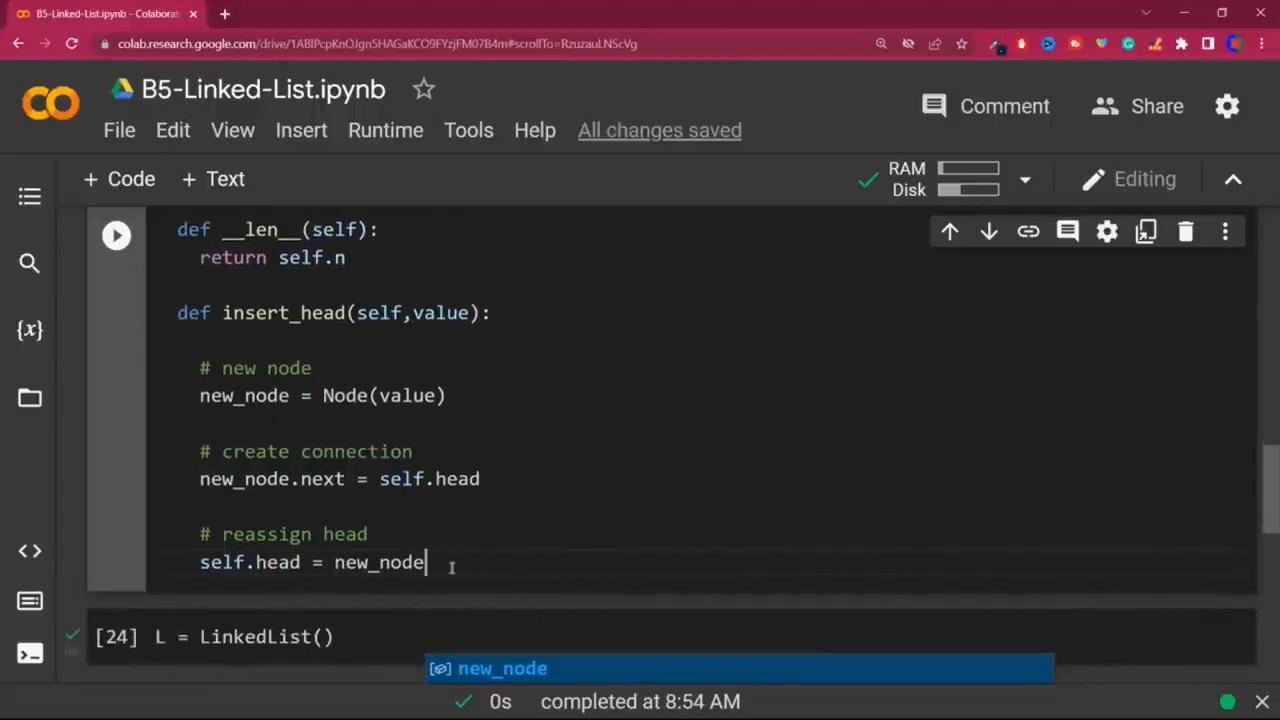 B5-Linked-List.ipynb - Colaborat
colab.research.google.com/drive/1ABlPcpKnOJgn5HAGaKCO9FYzjFM07B4m#scrollTo=RzuzauLNScVg
B5-Linked-List.ipynb
Comment
Share
File Edit View Insert Runtime Tools Help All changes saved
+ Code + Text
RAM
Disk
Editing
def __len__(self):
return self.n
def insert_head(self,value):
# new node
new_node = Node(value)
# create connection
new_node.next = self.head
# reassign head
self.head = new_node
{x}
[24] L = LinkedList()
new_node
0s completed at 8:54 AM